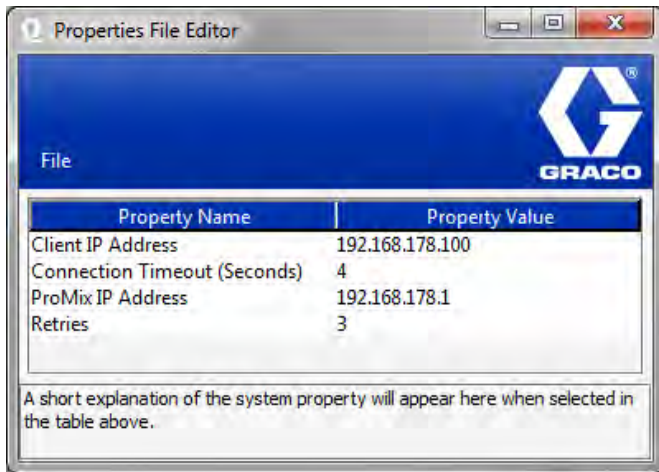 Properties File Editor
®
File
GRACO
Property Name Property Value
Client IP Address 192.168.178.100
Connection Timeout (Seconds) 4
ProMix IP Address 192.168.178.1
Retries 3
A short explanation of the system property will appear here when selected in
the table above.